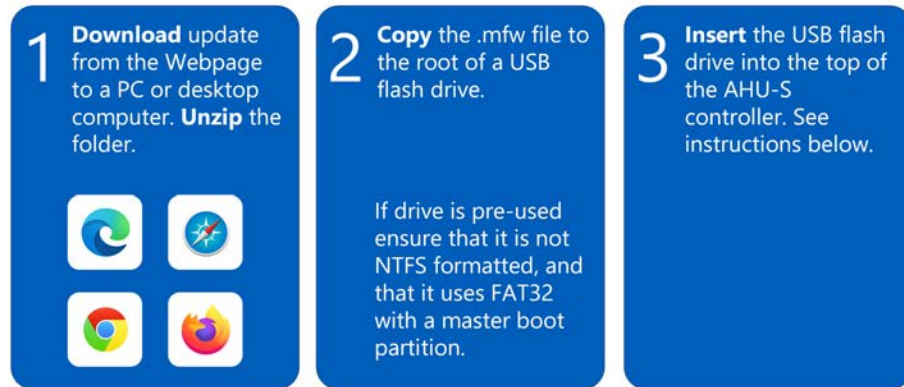 1
Download update
from the Webpage
to a PC or desktop
computer. Unzip the
folder.
2
Copy the .mfw file to
the root of a USB
flash drive.
If drive is pre-used
ensure that it is not
NTFS formatted, and
that it uses FAT32
with a master boot
partition.
3
Insert the USB flash
drive into the top of
the AHU-S
controller. See
instructions below.